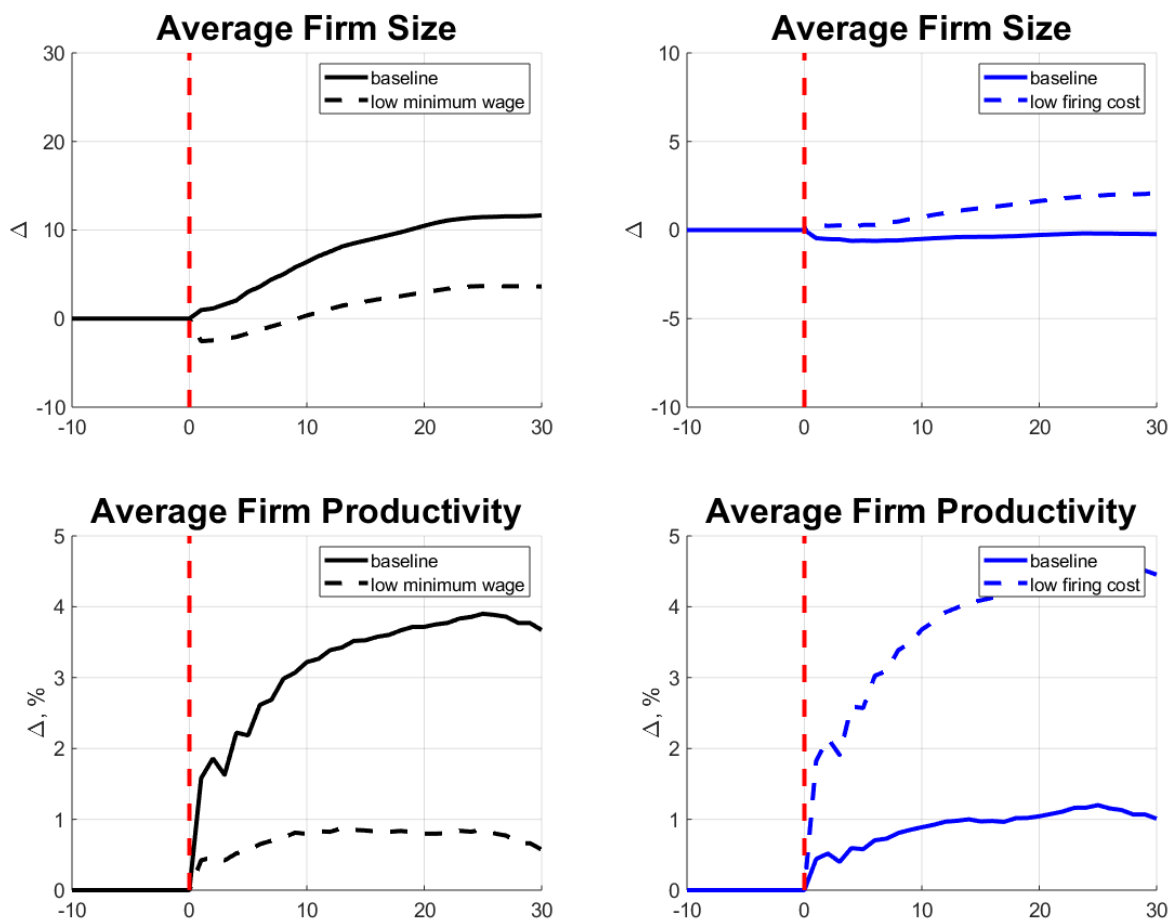 Average Firm Size
30
20
10
0
-10
Δ
baseline
low minimum wage
-10 0 10 20 30
Average Firm Size
10
5
0
-5
-10
Δ
baseline
low firing cost
-10 0 10 20 30
Average Firm Productivity
5
4
3
2
1
0
Δ, %
baseline
low minimum wage
-10 0 10 20 30
Average Firm Productivity
5
4
3
2
1
0
Δ, %
baseline
low firing cost
-10 0 10 20 30